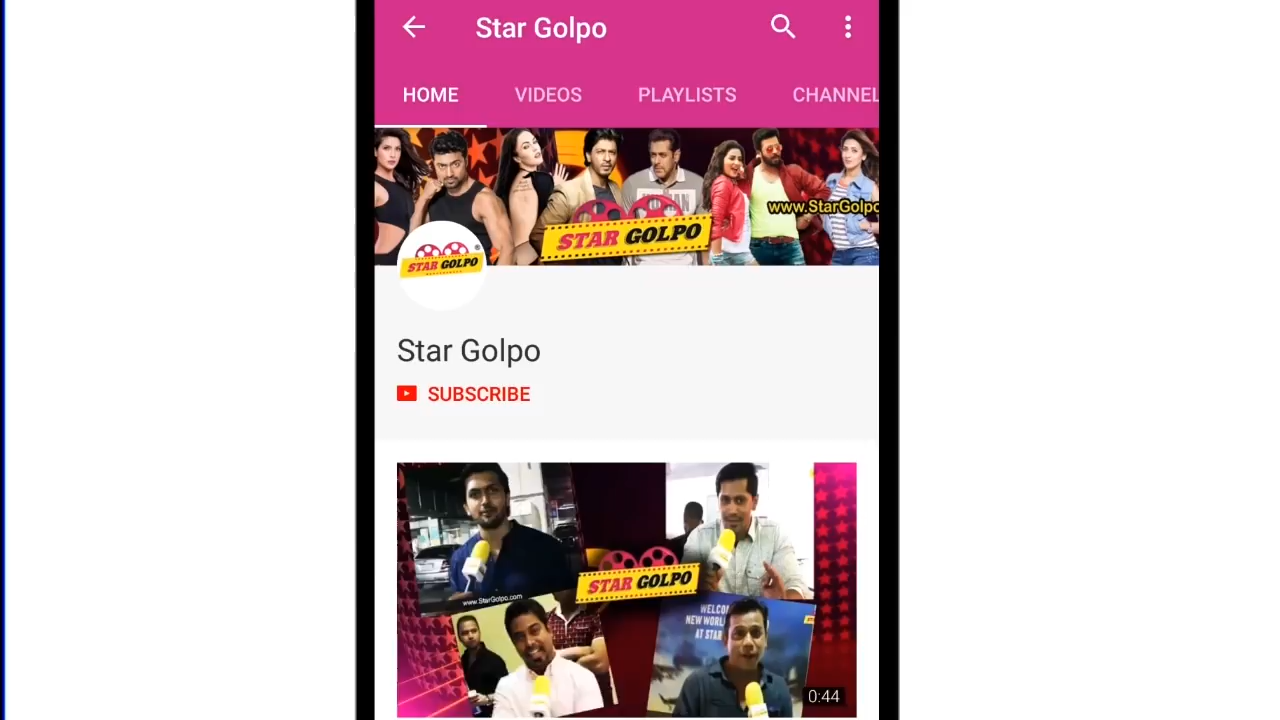 Star Golpo
HOME VIDEOS PLAYLISTS CHANNEL
www.StarGolpo
STAR GOLPO
STAR GOLPO ®
Star Golpo
SUBSCRIBE
STAR GOLPO
www.StarGolpo.com
WELCO
NEW WORL
AT STAR
0:44